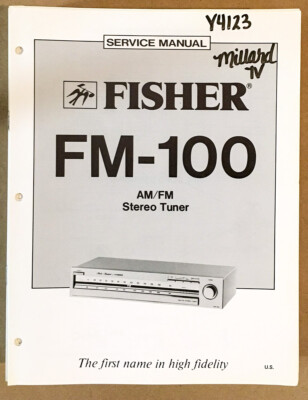 Y4123
SERVICE MANUAL
Millard
TV
FISHER®
FM-100
AM/FM
Stereo Tuner
The first name in high fidelity
U.S.